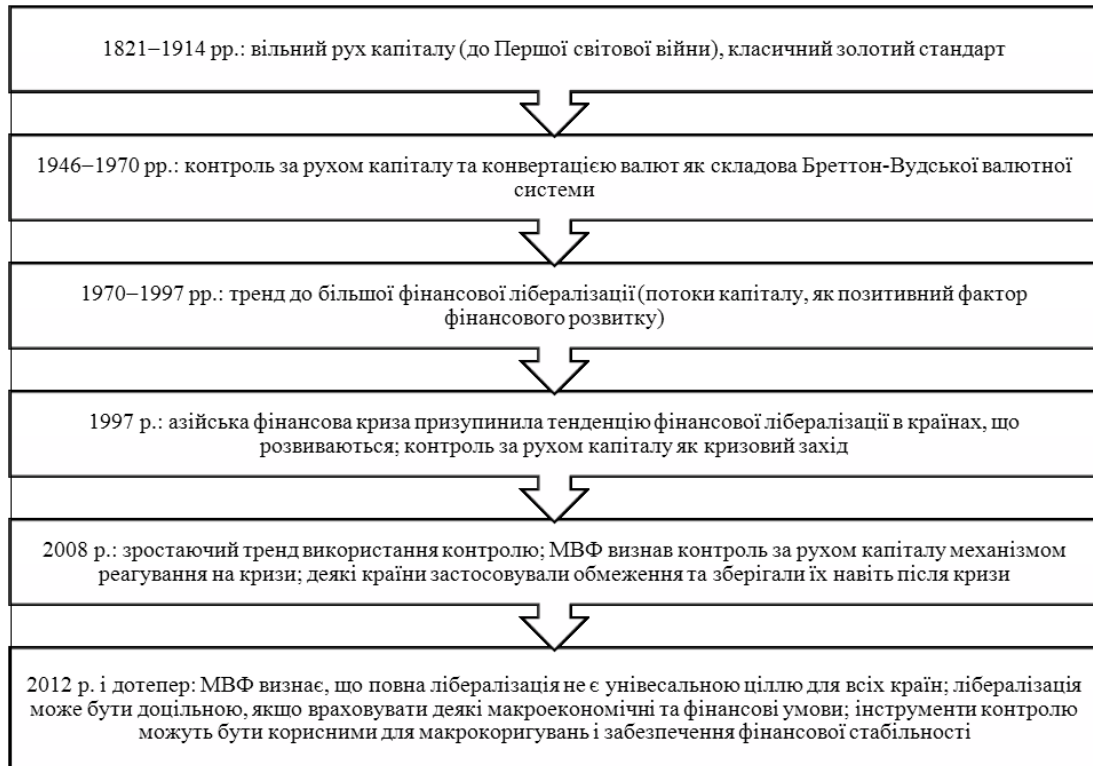 1821–1914 рр.: вільний рух капіталу (до Першої світової війни), класичний золотий стандарт
1946–1970 рр.: контроль за рухом капіталу та конвертацією валют як складова Бреттон-Вудської валютної
системи
1970–1997 рр.: тренд до більшої фінансової лібералізації (потоки капіталу, як позитивний фактор
фінансового розвитку)
1997 р.: азійська фінансова криза призупинила тенденцію фінансової лібералізації в країнах, що
розвиваються; контроль за рухом капіталу як кризовий захід
2008 р.: зростаючий тренд використання контролю; МВФ визнав контроль за рухом капіталу механізмом
реагування на кризи; деякі країни застосовували обмеження та зберігали їх навіть після кризи
2012 р. і дотепер: МВФ визнає, що повна лібералізація не є унівесальною ціллю для всіх країн; лібералізація
може бути доцільною, якщо враховувати деякі макроекономічні та фінансові умови; інструменти контролю
можуть бути корисними для макрокоригувань і забезпечення фінансової стабільності